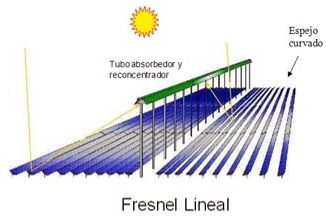 Espejo
curvado
Tubo absorbedor y
reconcentrador
Fresnel Lineal